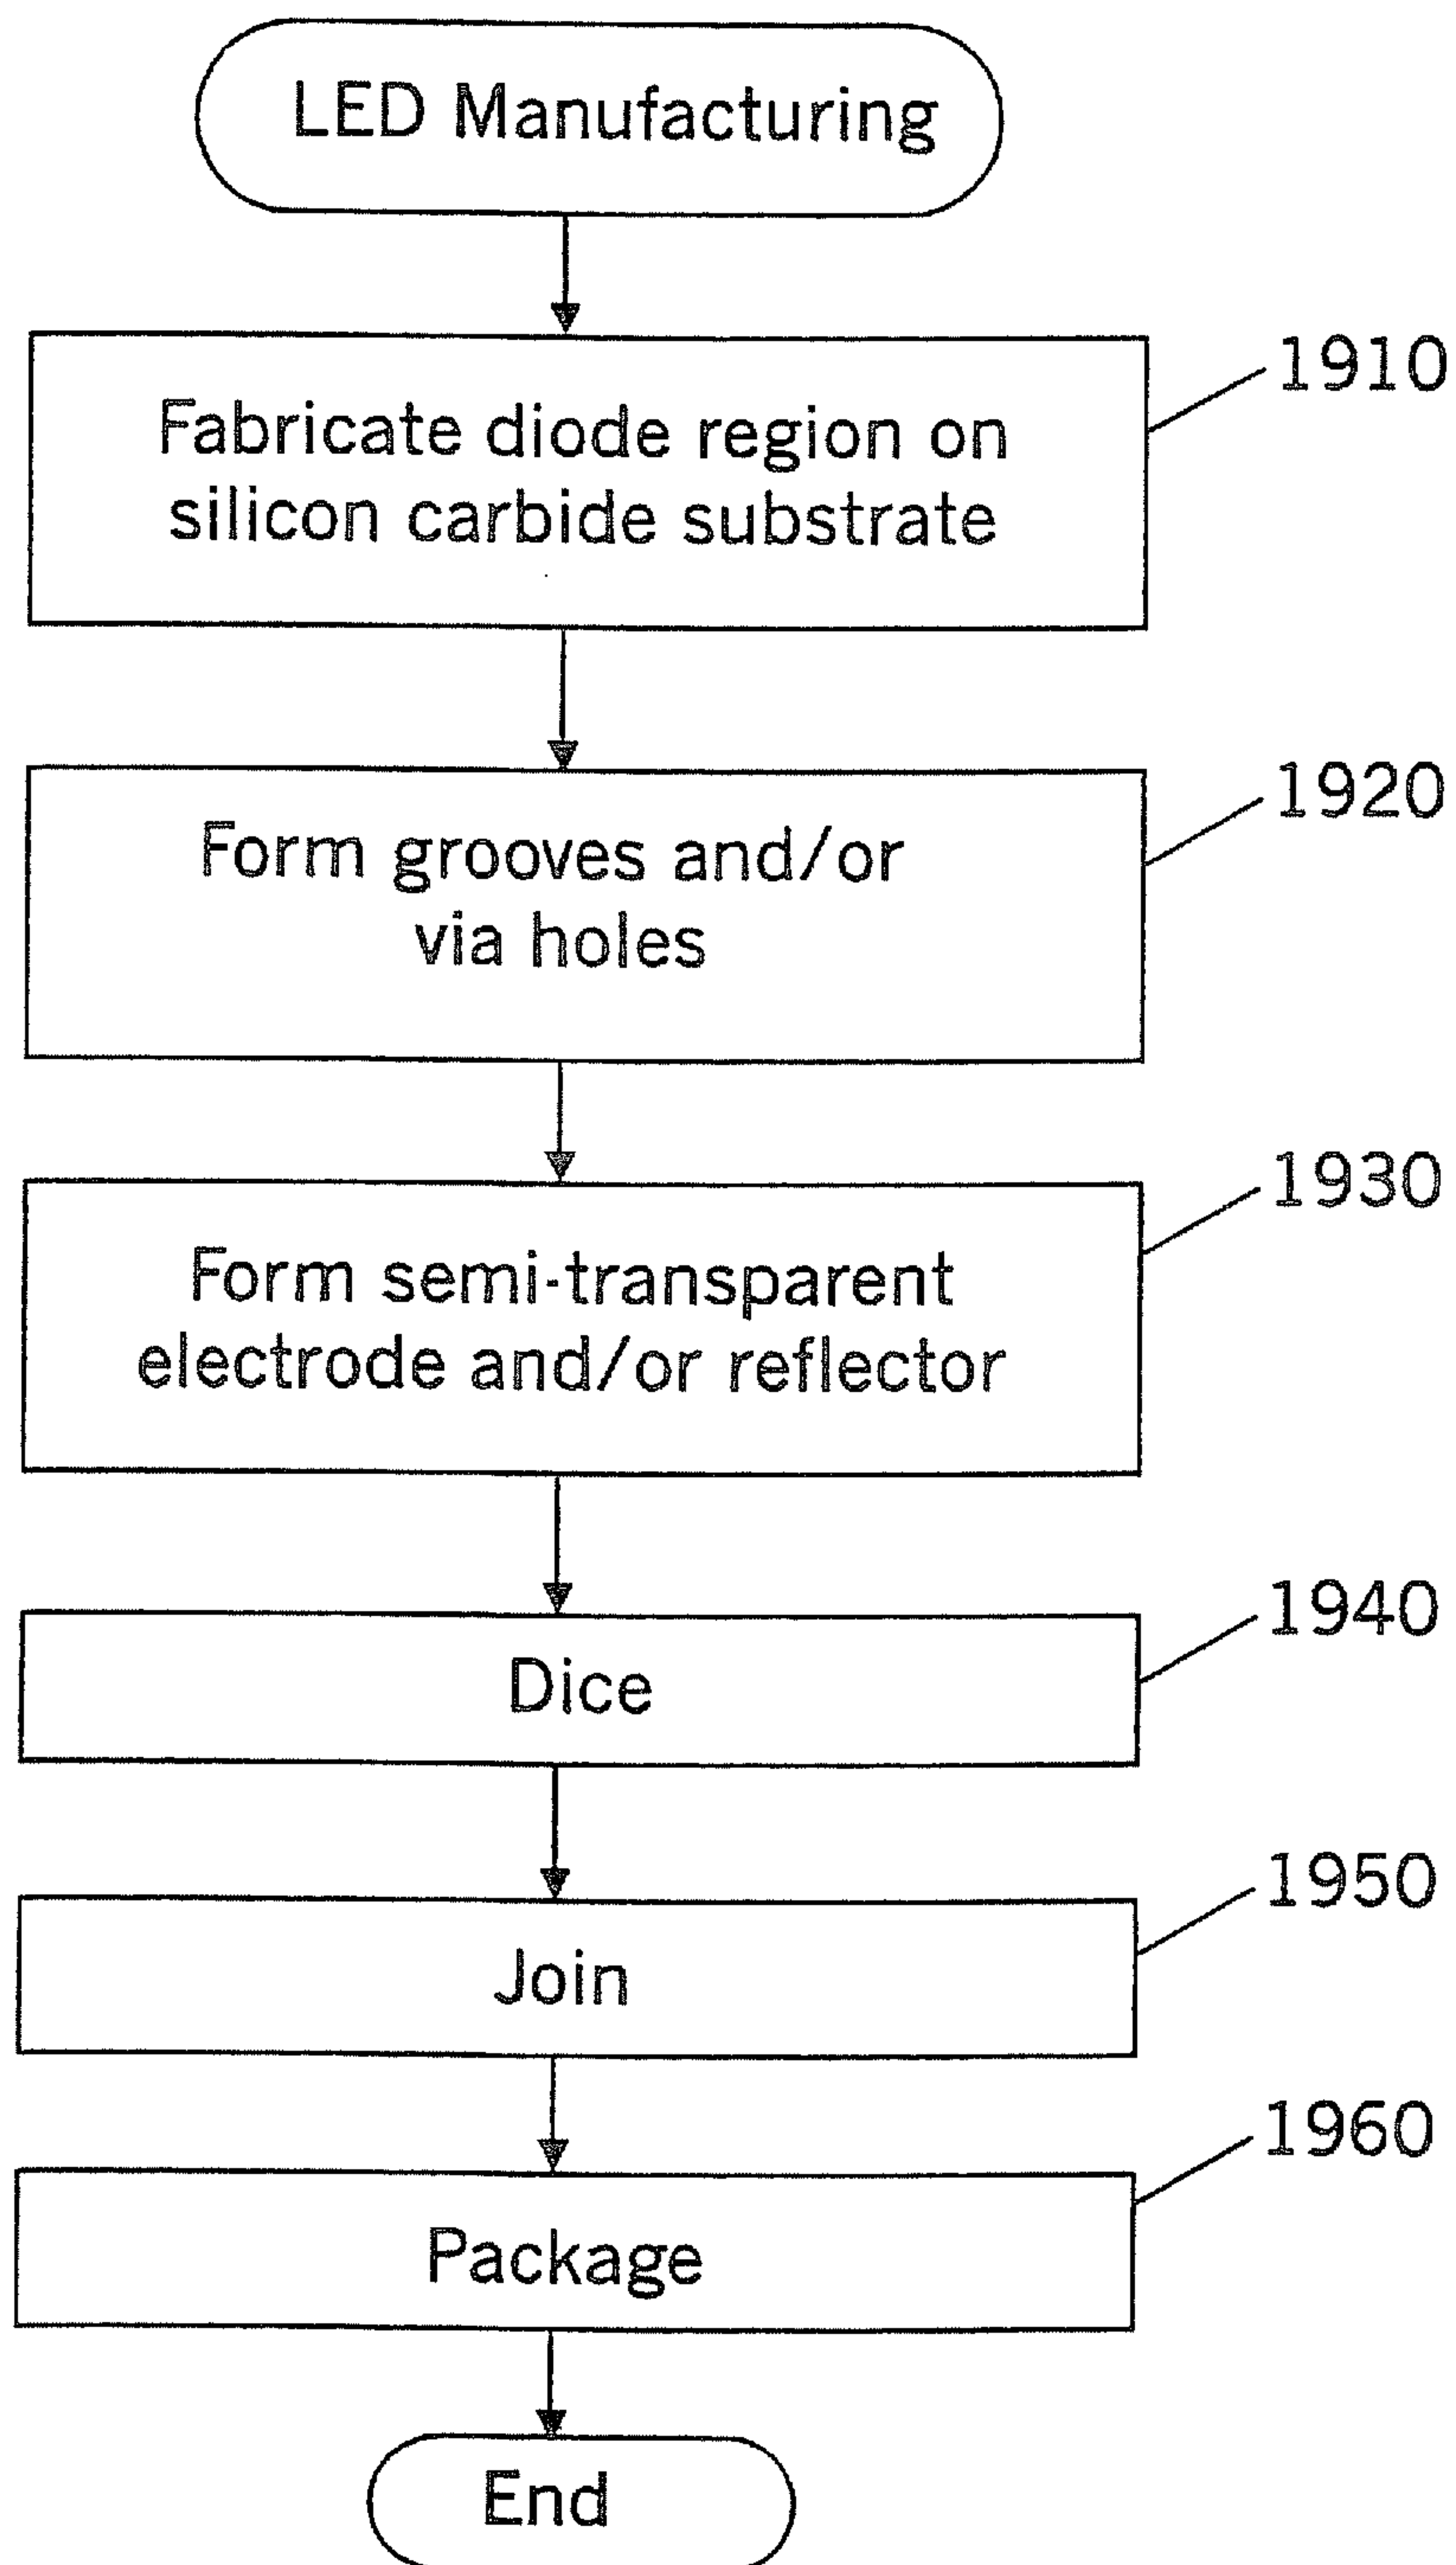 LED Manufacturing
1910
Fabricate diode region on
silicon carbide substrate
1920
Form grooves and/or
via holes
1930
Form semi-transparent
electrode and/or reflector
1940
Dice
1950
Join
1960
Package
End